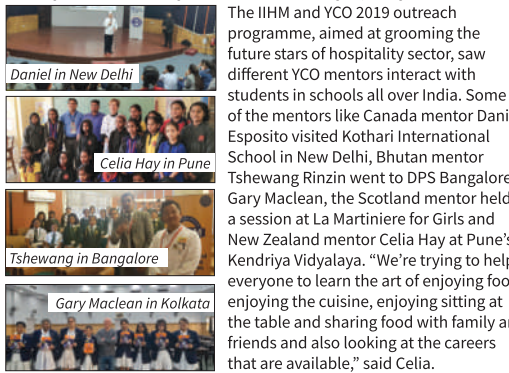 Daniel in New Delhi
Celia Hay in Pune
Tshewang in Bangalore
Gary Maclean in Kolkata
The IIHM and YCO 2019 outreach
programme, aimed at grooming the
future stars of hospitality sector, saw
different YCO mentors interact with
students in schools all over India. Some
of the mentors like Canada mentor Dani
Esposito visited Kothari International
School in New Delhi, Bhutan mentor
Tshewang Rinzin went to DPS Bangalore
Gary Maclean, the Scotland mentor held
a session at La Martiniere for Girls and
New Zealand mentor Celia Hay at Pune’s
Kendriya Vidyalaya. “We’re trying to help
everyone to learn the art of enjoying foo
enjoying the cuisine, enjoying sitting at
the table and sharing food with family a
friends and also looking at the careers
that are available,” said Celia.